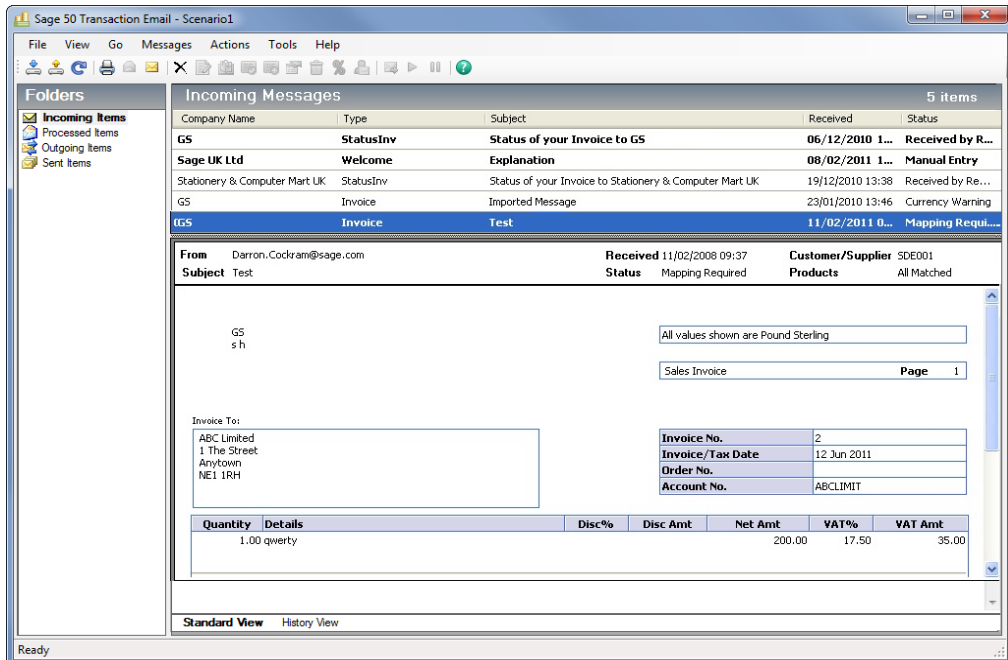 Sage 50 Transaction Email - Scenario1
File View Go Messages Actions Tools Help
Folders
Incoming Items
Processed Items
Outgoing Items
Sent Items
Incoming Messages 5 items
Company Name Type Subject Received Status
GS StatusInv Status of your Invoice to GS 06/12/2010 1... Received by R...
Sage UK Ltd Welcome Explanation 08/02/2011 1... Manual Entry
Stationery & Computer Mart UK StatusInv Status of your Invoice to Stationery & Computer Mart UK 19/12/2010 13:38 Received by Re...
GS Invoice Imported Message 23/01/2010 13:46 Currency Warning
GS Invoice Test 11/02/2011 0... Mapping Requi.....
From Darron.Cockram@sage.com Received 11/02/2008 09:37 Customer/Supplier SDE001
Subject Test Status Mapping Required Products All Matched
GS
s h
All values shown are Pound Sterling
Sales Invoice Page 1
Invoice To:
ABC Limited
1 The Street
Anytown
NE1 1RH
Invoice No. 2
Invoice/Tax Date 12 Jun 2011
Order No.
Account No. ABCLIMIT
Quantity Details Disc% Disc Amt Net Amt VAT% VAT Amt
1.00 qwerty 200.00 17.50 35.00
Standard View History View
Ready